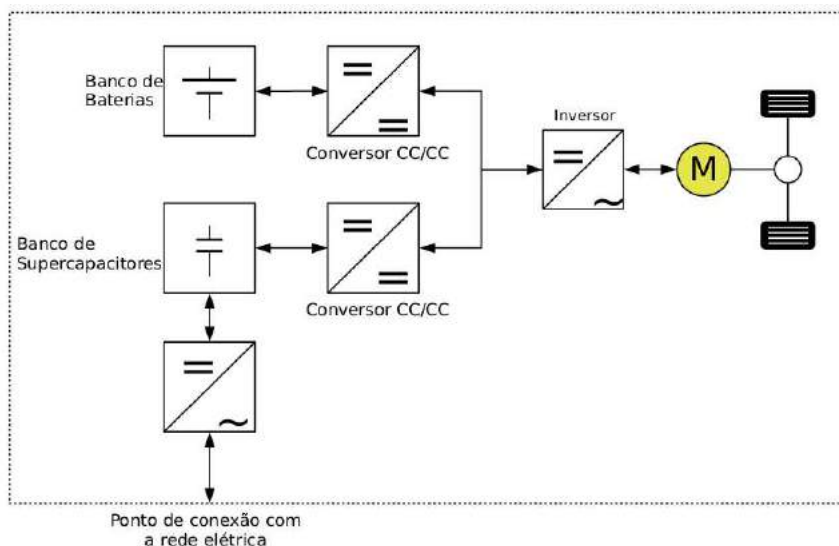 Banco de
Baterias
Conversor CC/CC
Inversor
M
Banco de
Supercapacitores
Conversor CC/CC
Ponto de conexão com
a rede elétrica